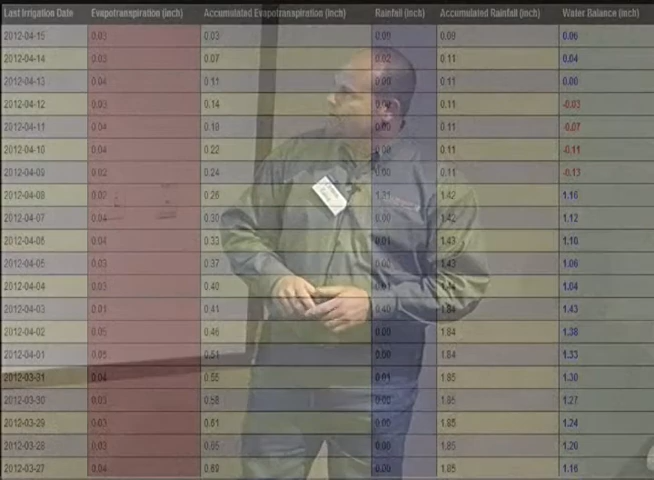 Last Irrigation Date Evapotranspiration (inch) Accumulated Evapotranspiration (inch) Rainfall (inch) Accumulated Rainfall (inch) Water Balance (inch)
2012-04-15 0.03 0.03 0.09 0.06
2012-04-14 0.03 0.07 0.02 0.11 0.04
2012-04-13 0.04 0.11 0.00 0.11 0.00
2012-04-12 0.03 0.14 0.00 0.11 -0.03
2012-04-11 0.04 0.18 0.00 0.11 -0.07
2012-04-10 0.04 0.22 0.00 0.11 -0.11
2012-04-09 0.02 0.24 0.00 0.11 -0.13
2012-04-08 0.02 0.26 1.31 1.42 1.16
2012-04-07 0.04 0.30 0.00 1.42 1.12
2012-04-06 0.04 0.33 0.01 1.43 1.10
2012-04-05 0.03 0.37 0.00 1.43 1.06
2012-04-04 0.03 0.40 1.44 1.04
2012-04-03 0.01 0.41 0.40 1.84 1.43
2012-04-02 0.05 0.46 0.00 1.84 1.38
2012-04-01 0.05 0.51 0.00 1.84 1.33
2012-03-31 0.04 0.55 0.01 1.85 1.30
2012-03-30 0.03 0.58 0.00 1.85 1.27
2012-03-29 0.03 0.61 0.00 1.85 1.24
2012-03-28 0.03 0.65 0.00 1.85 1.20
2012-03-27 0.04 0.69 0.00 1.85 1.16